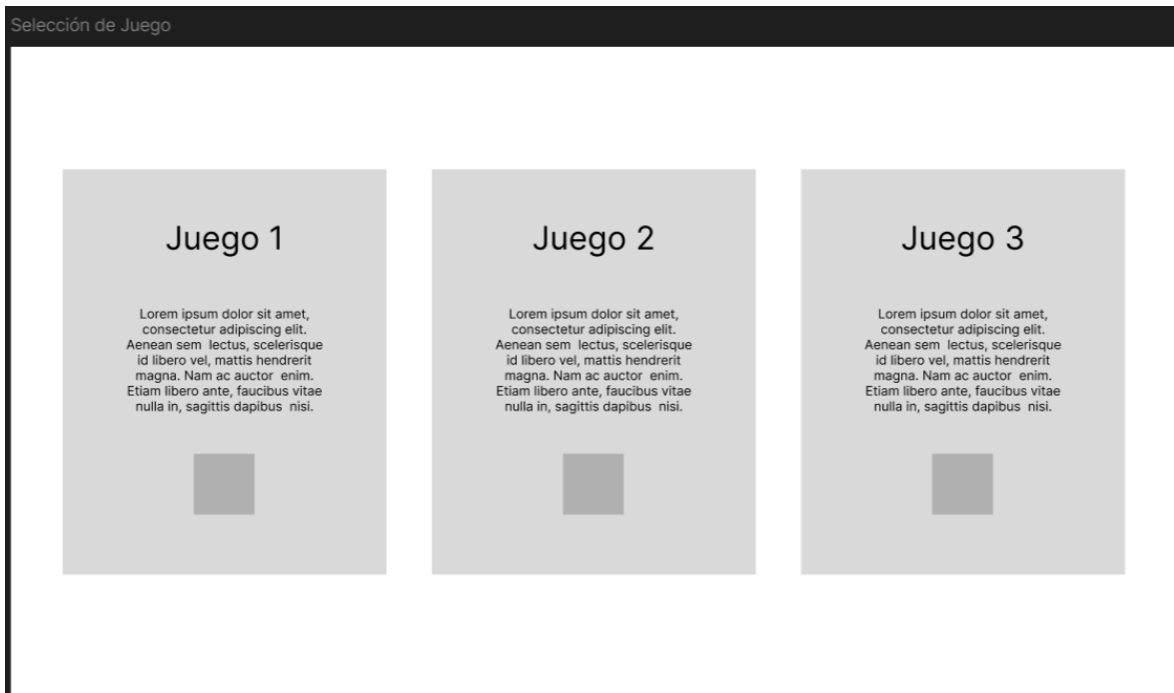 Selección de Juego
Juego 1
Lorem ipsum dolor sit amet,
consectetur adipiscing elit.
Aenean sem  lectus, scelerisque
id libero vel, mattis hendrerit
magna. Nam ac auctor  enim.
Etiam libero ante, faucibus vitae
nulla in, sagittis dapibus  nisi.
Juego 2
Lorem ipsum dolor sit amet,
consectetur adipiscing elit.
Aenean sem  lectus, scelerisque
id libero vel, mattis hendrerit
magna. Nam ac auctor  enim.
Etiam libero ante, faucibus vitae
nulla in, sagittis dapibus  nisi.
Juego 3
Lorem ipsum dolor sit amet,
consectetur adipiscing elit.
Aenean sem  lectus, scelerisque
id libero vel, mattis hendrerit
magna. Nam ac auctor  enim.
Etiam libero ante, faucibus vitae
nulla in, sagittis dapibus  nisi.